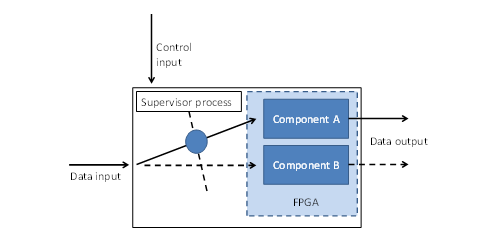 Control
input
Supervisor process
Component A
Data output
Component B
Data input
FPGA